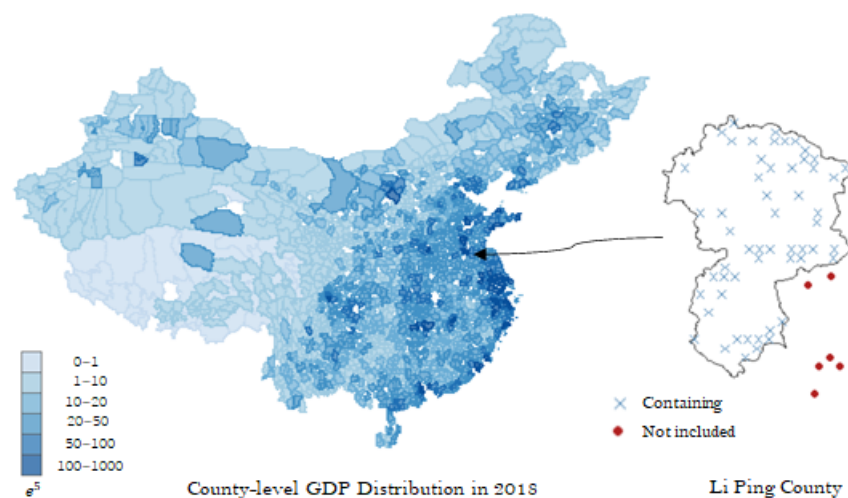 0-1
1-10
10-20
20-50
50-100
100-1000
e⁵
Containing
Not included
County-level GDP Distribution in 2018
Li Ping County